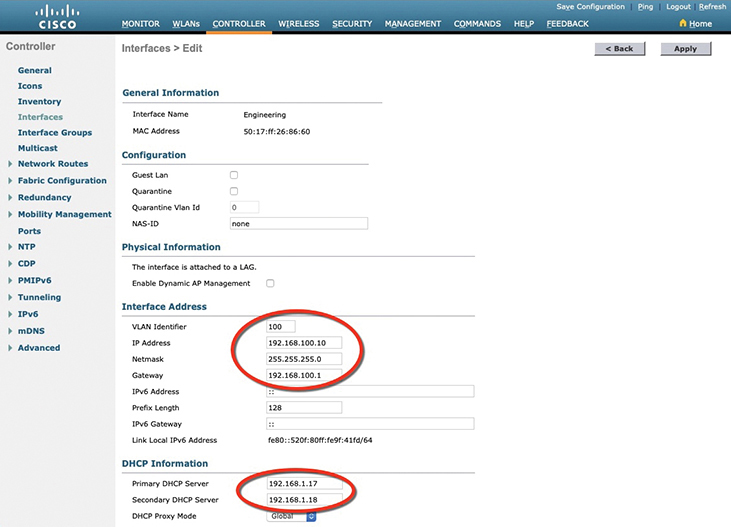 Save Configuration | Ping | Logout | Refresh
CISCO
MONITOR WLANs CONTROLLER WIRELESS SECURITY MANAGEMENT COMMANDS HELP FEEDBACK Home
Controller
General
Icons
Inventory
Interfaces
Interface Groups
Multicast
Network Routes
Fabric Configuration
Redundancy
Mobility Management
Ports
NTP
CDP
PMIPv6
Tunneling
IPv6
mDNS
Advanced
Interfaces > Edit
< Back Apply
General Information
Interface Name Engineering
MAC Address 50:17:ff:26:86:60
Configuration
Guest Lan
Quarantine
Quarantine Vlan Id 0
NAS-ID none
Physical Information
The interface is attached to a LAG.
Enable Dynamic AP Management
Interface Address
VLAN Identifier 100
IP Address 192.168.100.10
Netmask 255.255.255.0
Gateway 192.168.100.1
IPv6 Address ::
Prefix Length 128
IPv6 Gateway ::
Link Local IPv6 Address fe80::520f:80ff:fe9f:41fd/64
DHCP Information
Primary DHCP Server 192.168.1.17
Secondary DHCP Server 192.168.1.18
DHCP Proxy Mode Global